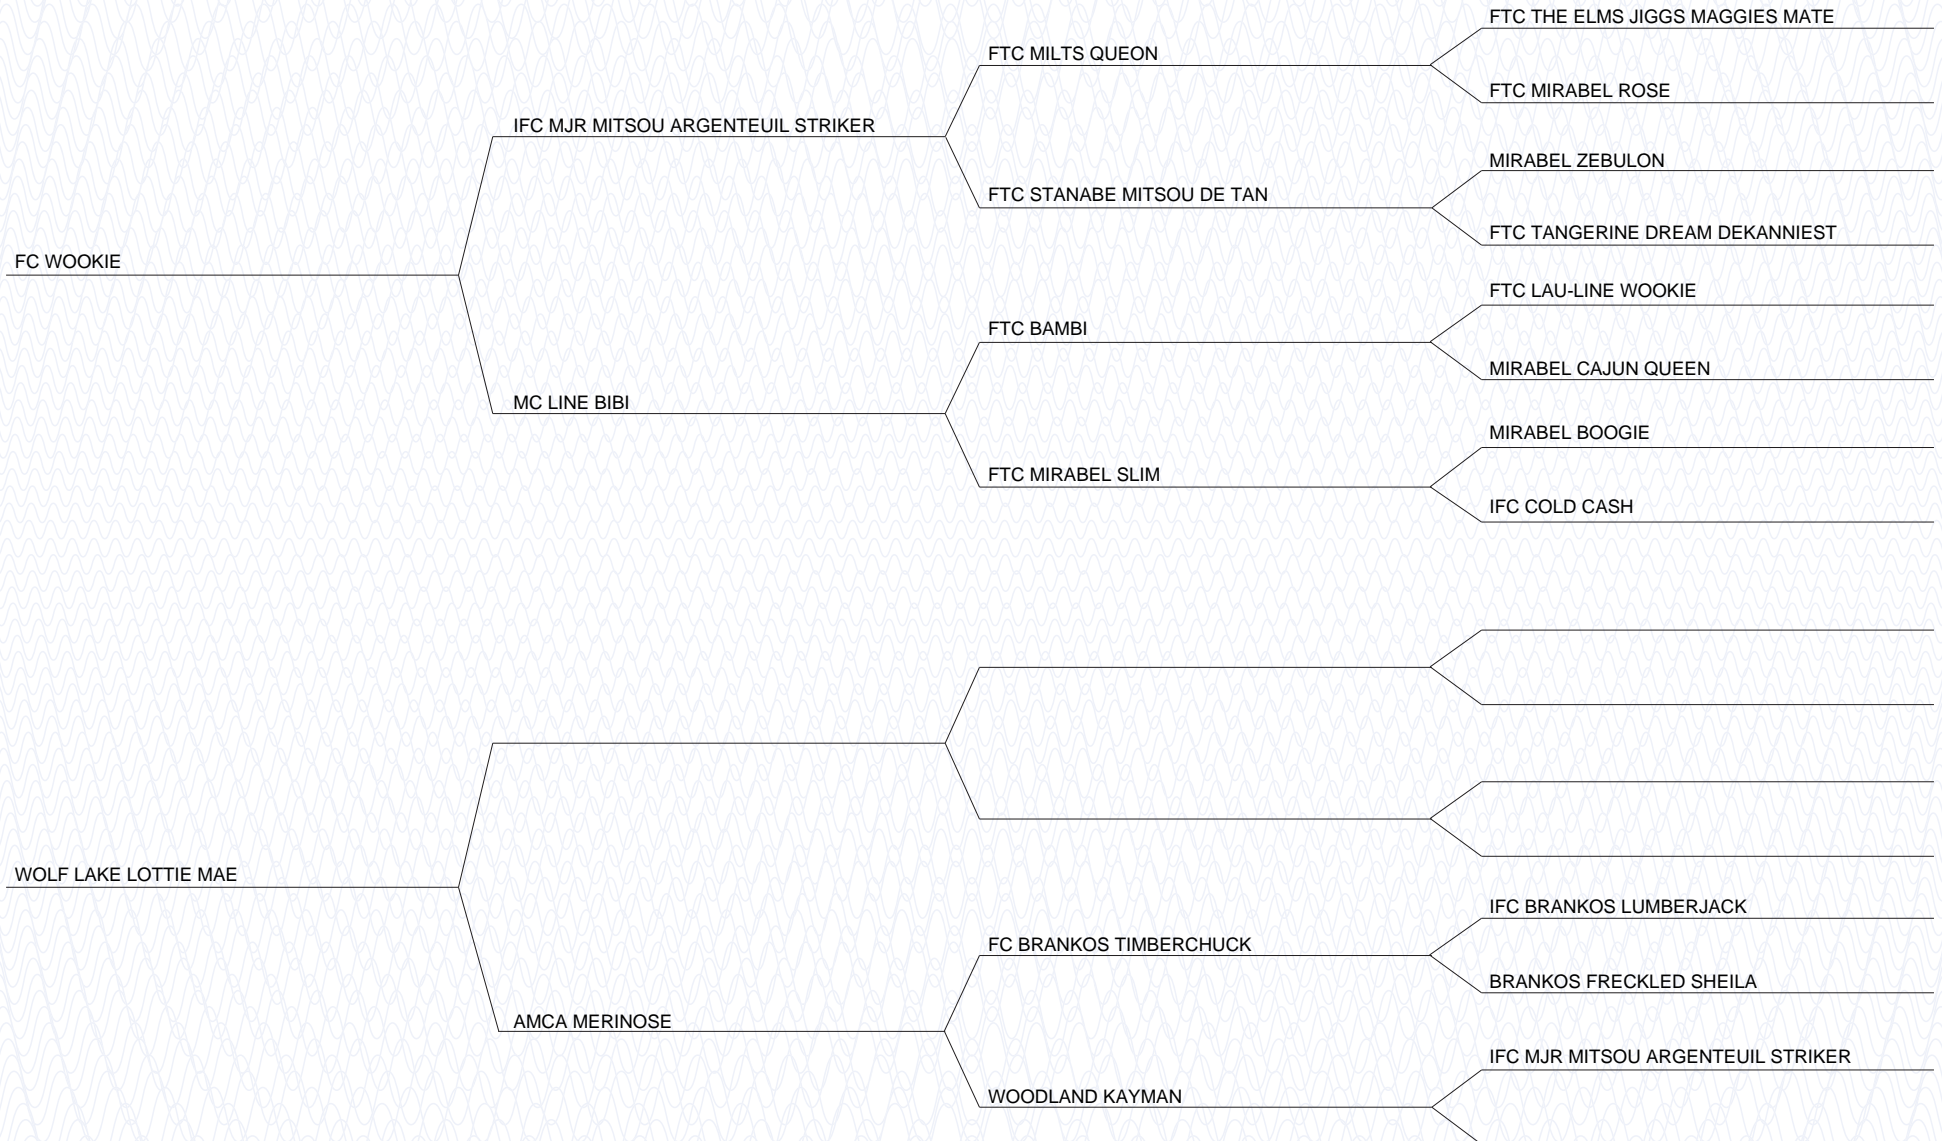 FTC THE ELMS JIGGS MAGGIES MATE
FTC MILTS QUEON
FTC MIRABEL ROSE
IFC MJR MITSOU ARGENTEUIL STRIKER
MIRABEL ZEBULON
FTC STANABE MITSOU DE TAN
FTC TANGERINE DREAM DEKANNIEST
FC WOOKIE
FTC LAU-LINE WOOKIE
FTC BAMBI
MIRABEL CAJUN QUEEN
MC LINE BIBI
MIRABEL BOOGIE
FTC MIRABEL SLIM
IFC COLD CASH
WOLF LAKE LOTTIE MAE
IFC BRANKOS LUMBERJACK
FC BRANKOS TIMBERCHUCK
BRANKOS FRECKLED SHEILA
AMCA MERINOSE
IFC MJR MITSOU ARGENTEUIL STRIKER
WOODLAND KAYMAN